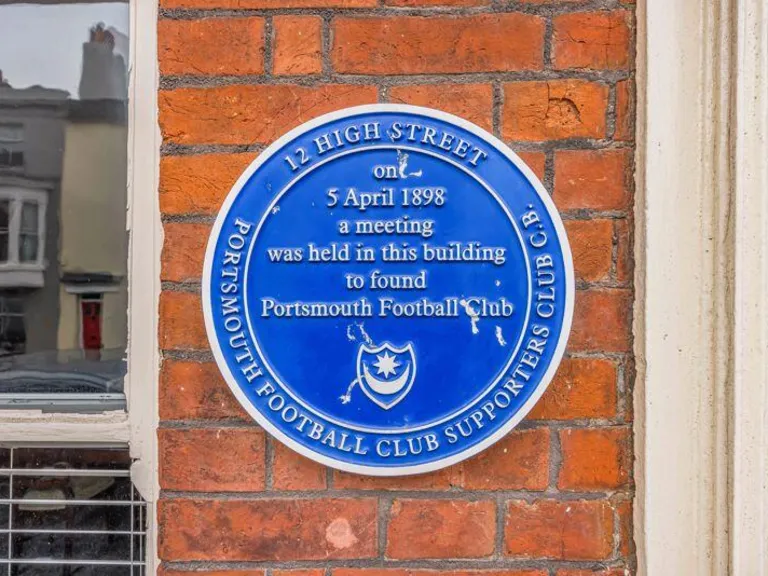 12 HIGH STREET
on
5 April 1898
a meeting
was held in this building
to found
Portsmouth Football Club
PORTSMOUTH FOOTBALL CLUB SUPPORTERS CLUB C.B.